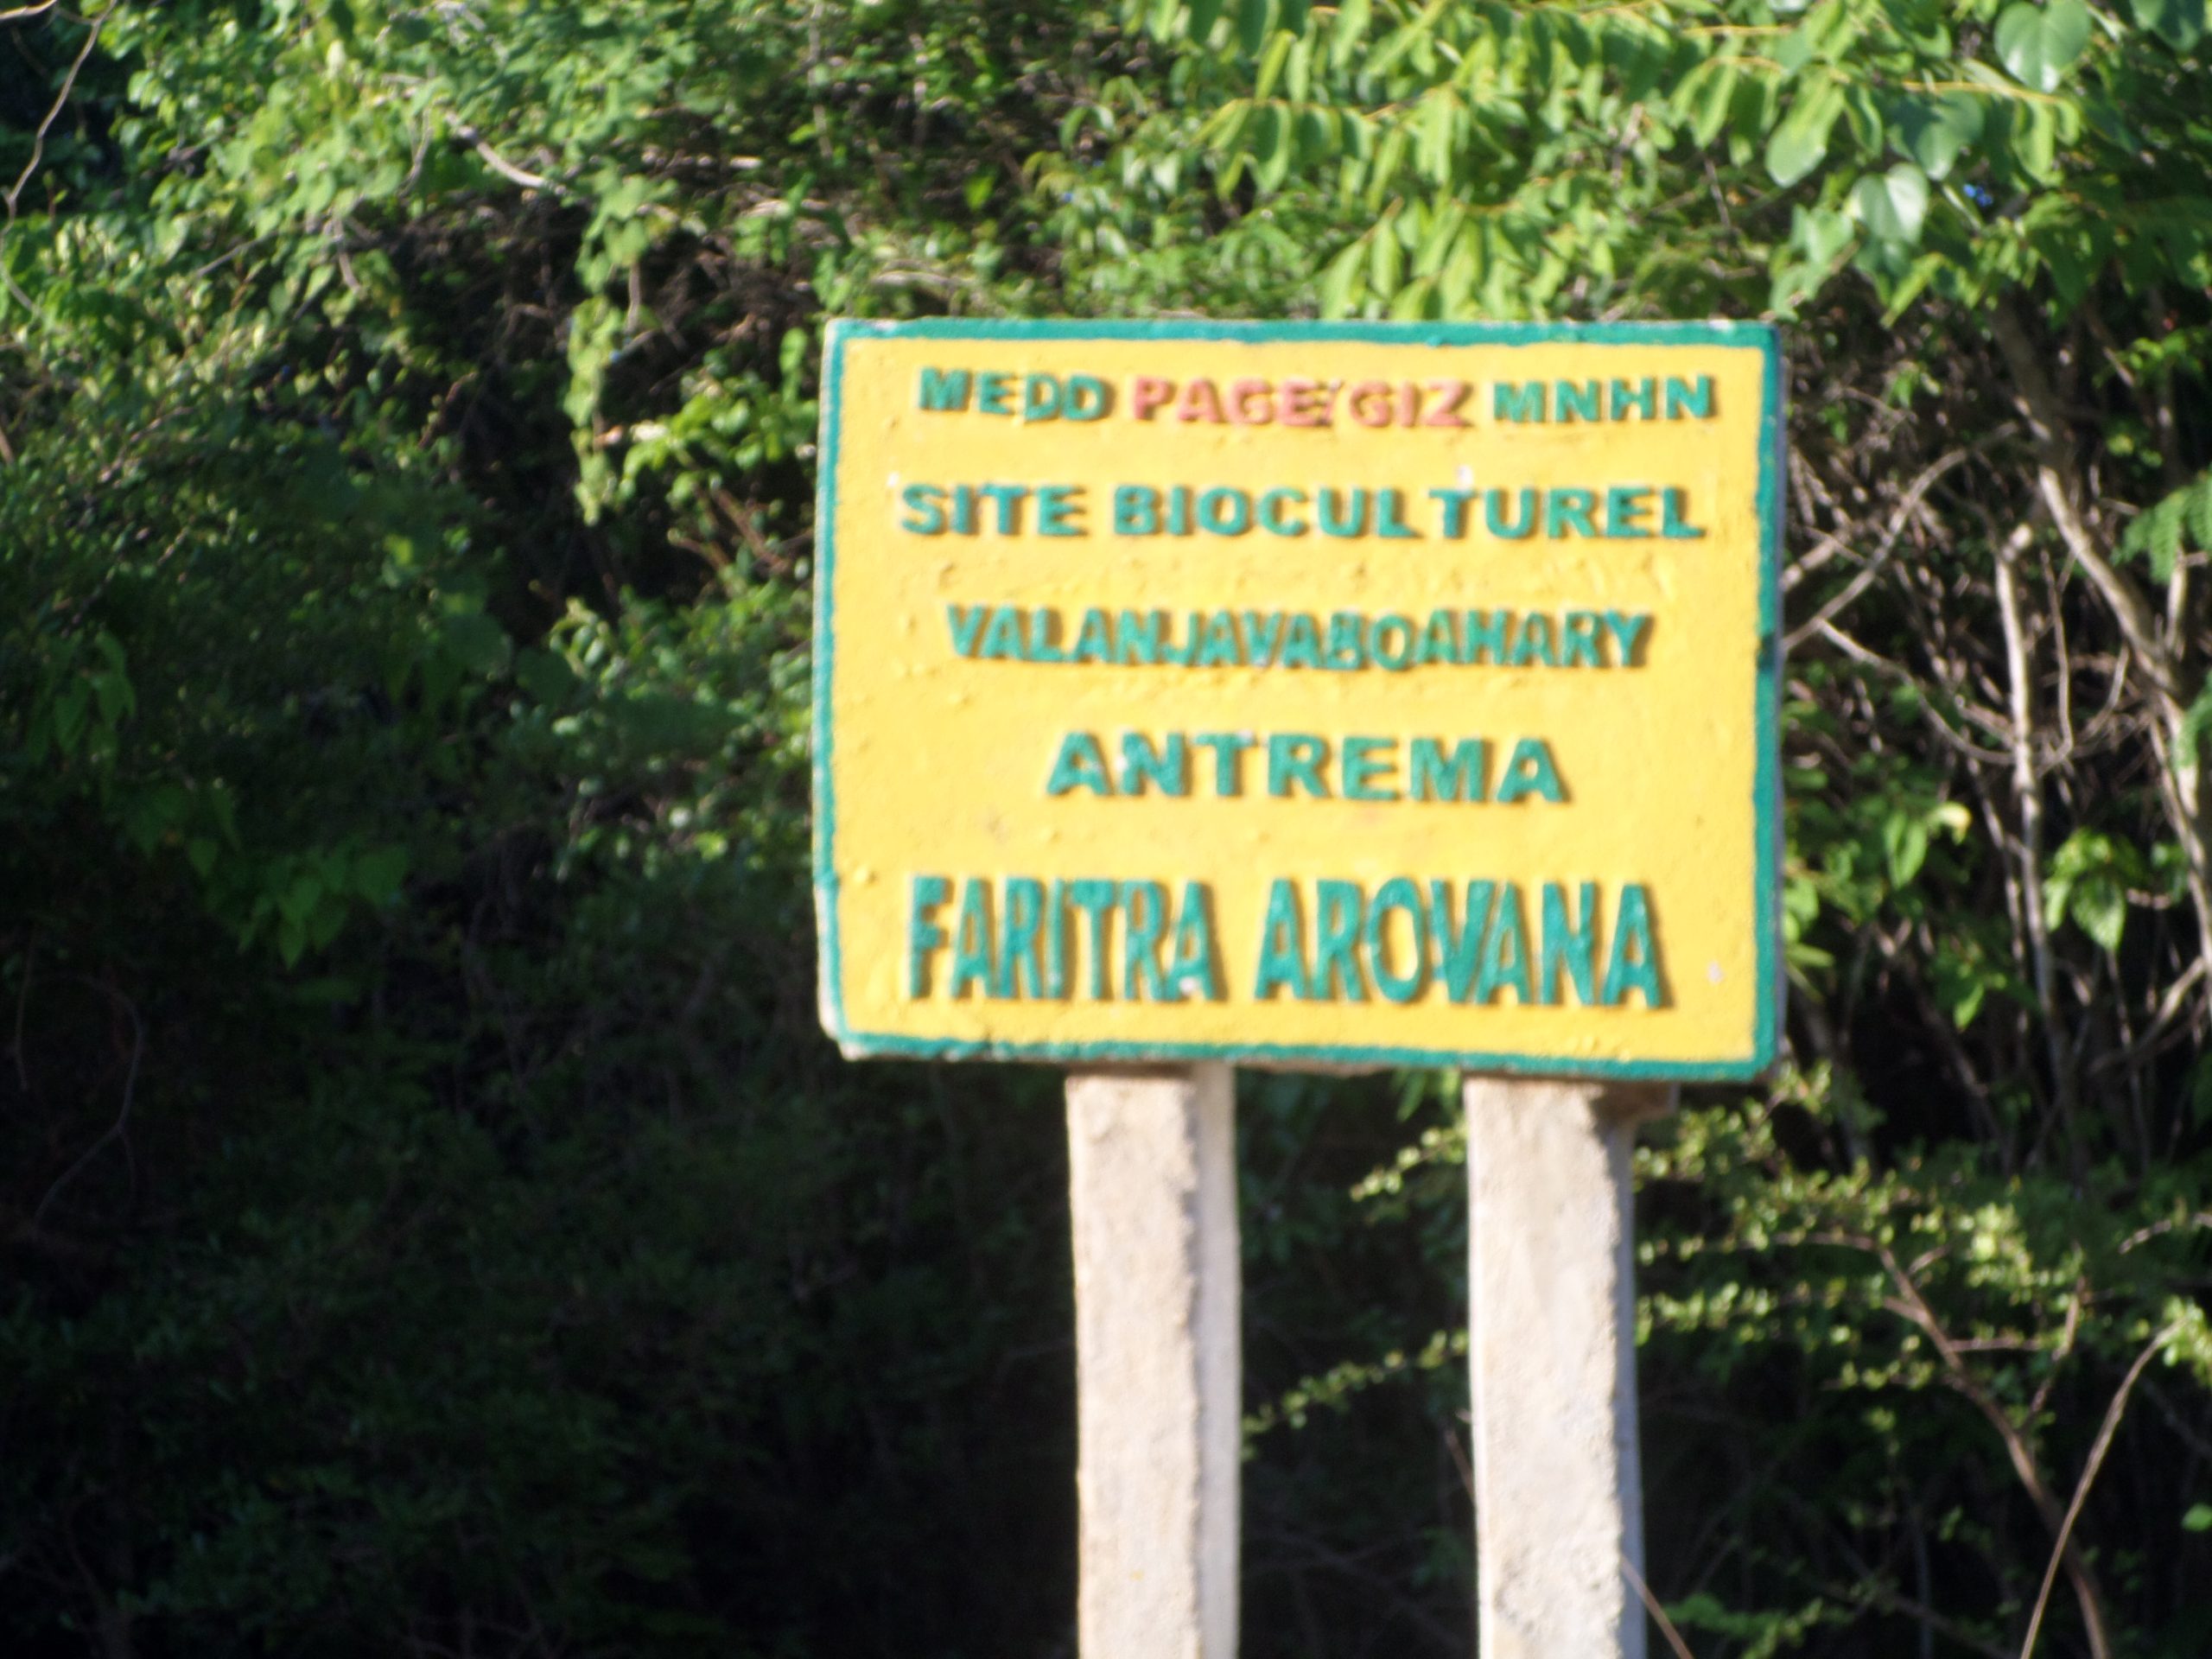 MEDD PAGE/GIZ MNHN
SITE BIOCULTUREL
VALANJAVABOAHARY
ANTREMA
FARITRA AROVANA